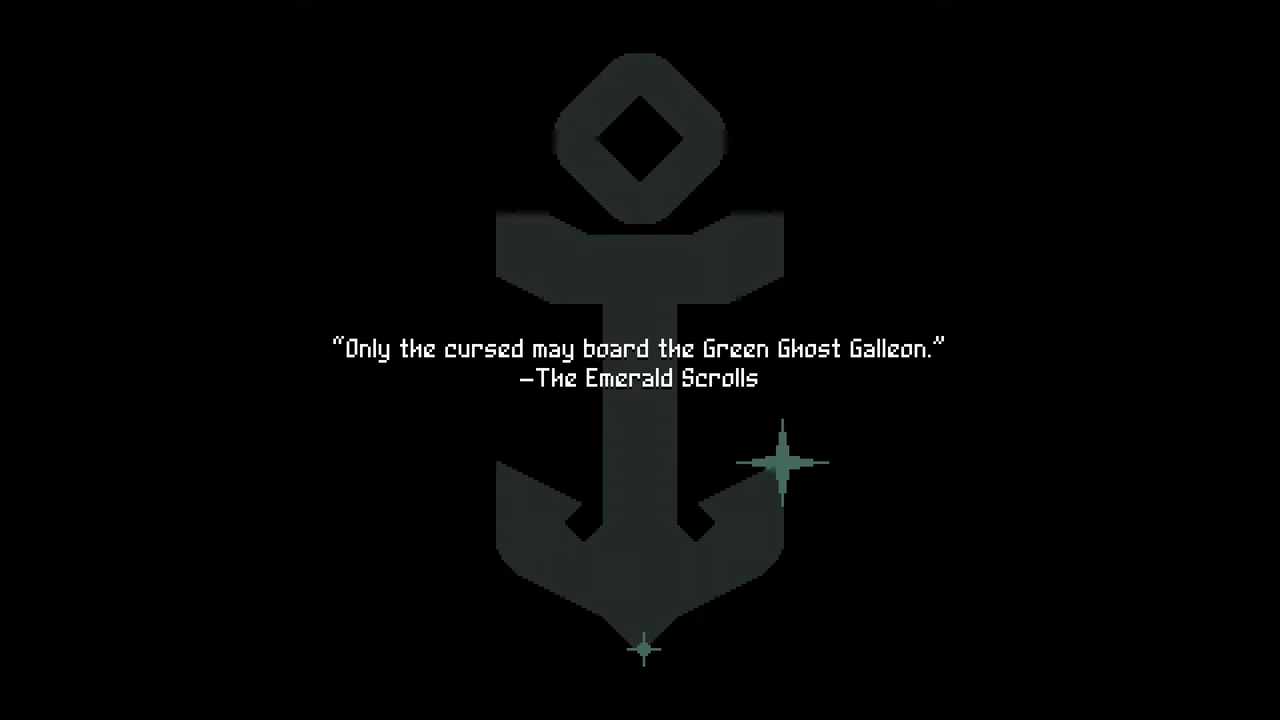 “Only the cursed may board the Green Ghost Galleon.”
—The Emerald Scrolls